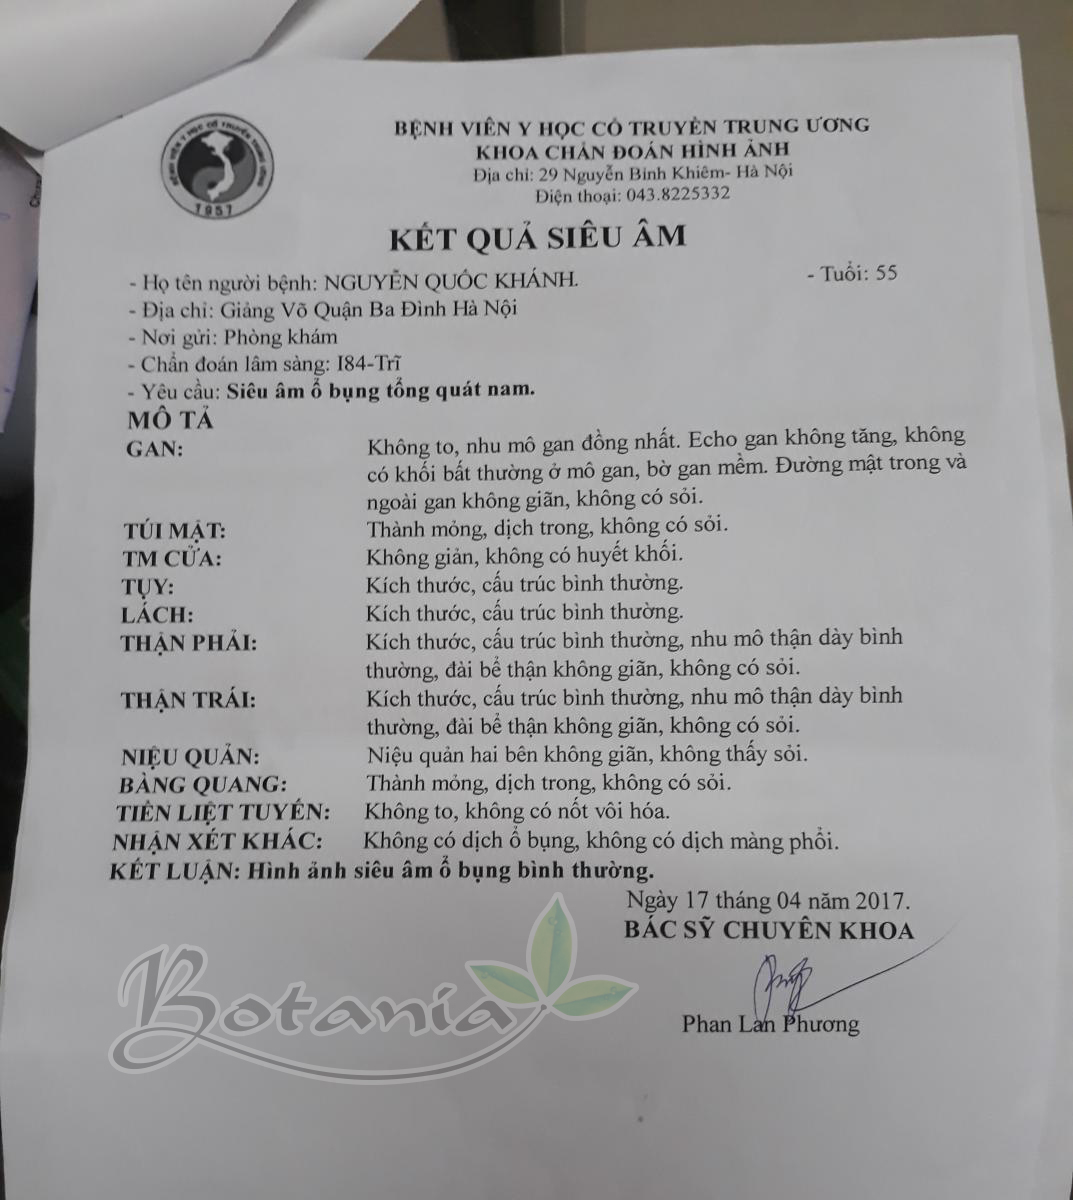 BỆNH VIỆN Y HỌC CỔ TRUYỀN TRUNG ƯƠNG
KHOA CHẨN ĐOÁN HÌNH ẢNH
Địa chỉ: 29 Nguyễn Bỉnh Khiêm- Hà Nội
Điện thoại: 043.8225332
1957
KẾT QUẢ SIÊU ÂM
- Họ tên người bệnh: NGUYỄN QUỐC KHÁNH.
- Tuổi: 55
- Địa chỉ: Giảng Võ Quận Ba Đình Hà Nội
- Nơi gửi: Phòng khám
- Chẩn đoán lâm sàng: I84-Trĩ
- Yêu cầu: Siêu âm ổ bụng tổng quát nam.
MÔ TẢ
GAN: Không to, nhu mô gan đồng nhất. Echo gan không tăng, không
có khối bất thường ở mô gan, bờ gan mềm. Đường mật trong và
ngoài gan không giãn, không có sỏi.
TÚI MẬT: Thành mỏng, dịch trong, không có sỏi.
TM CỬA: Không giản, không có huyết khối.
TỤY: Kích thước, cấu trúc bình thường.
LÁCH: Kích thước, cấu trúc bình thường.
THẬN PHẢI: Kích thước, cấu trúc bình thường, nhu mô thận dày bình
thường, đài bể thận không giãn, không có sỏi.
THẬN TRÁI: Kích thước, cấu trúc bình thường, nhu mô thận dày bình
thường, đài bể thận không giãn, không có sỏi.
NIỆU QUẢN: Niệu quản hai bên không giãn, không thấy sỏi.
BÀNG QUANG: Thành mỏng, dịch trong, không có sỏi.
TIỀN LIỆT TUYẾN: Không to, không có nốt vôi hóa.
NHẬN XÉT KHÁC: Không có dịch ổ bụng, không có dịch màng phổi.
KẾT LUẬN: Hình ảnh siêu âm ổ bụng bình thường.
Ngày 17 tháng 04 năm 2017.
BÁC SỸ CHUYÊN KHOA
Phan Lan Phương
Botania